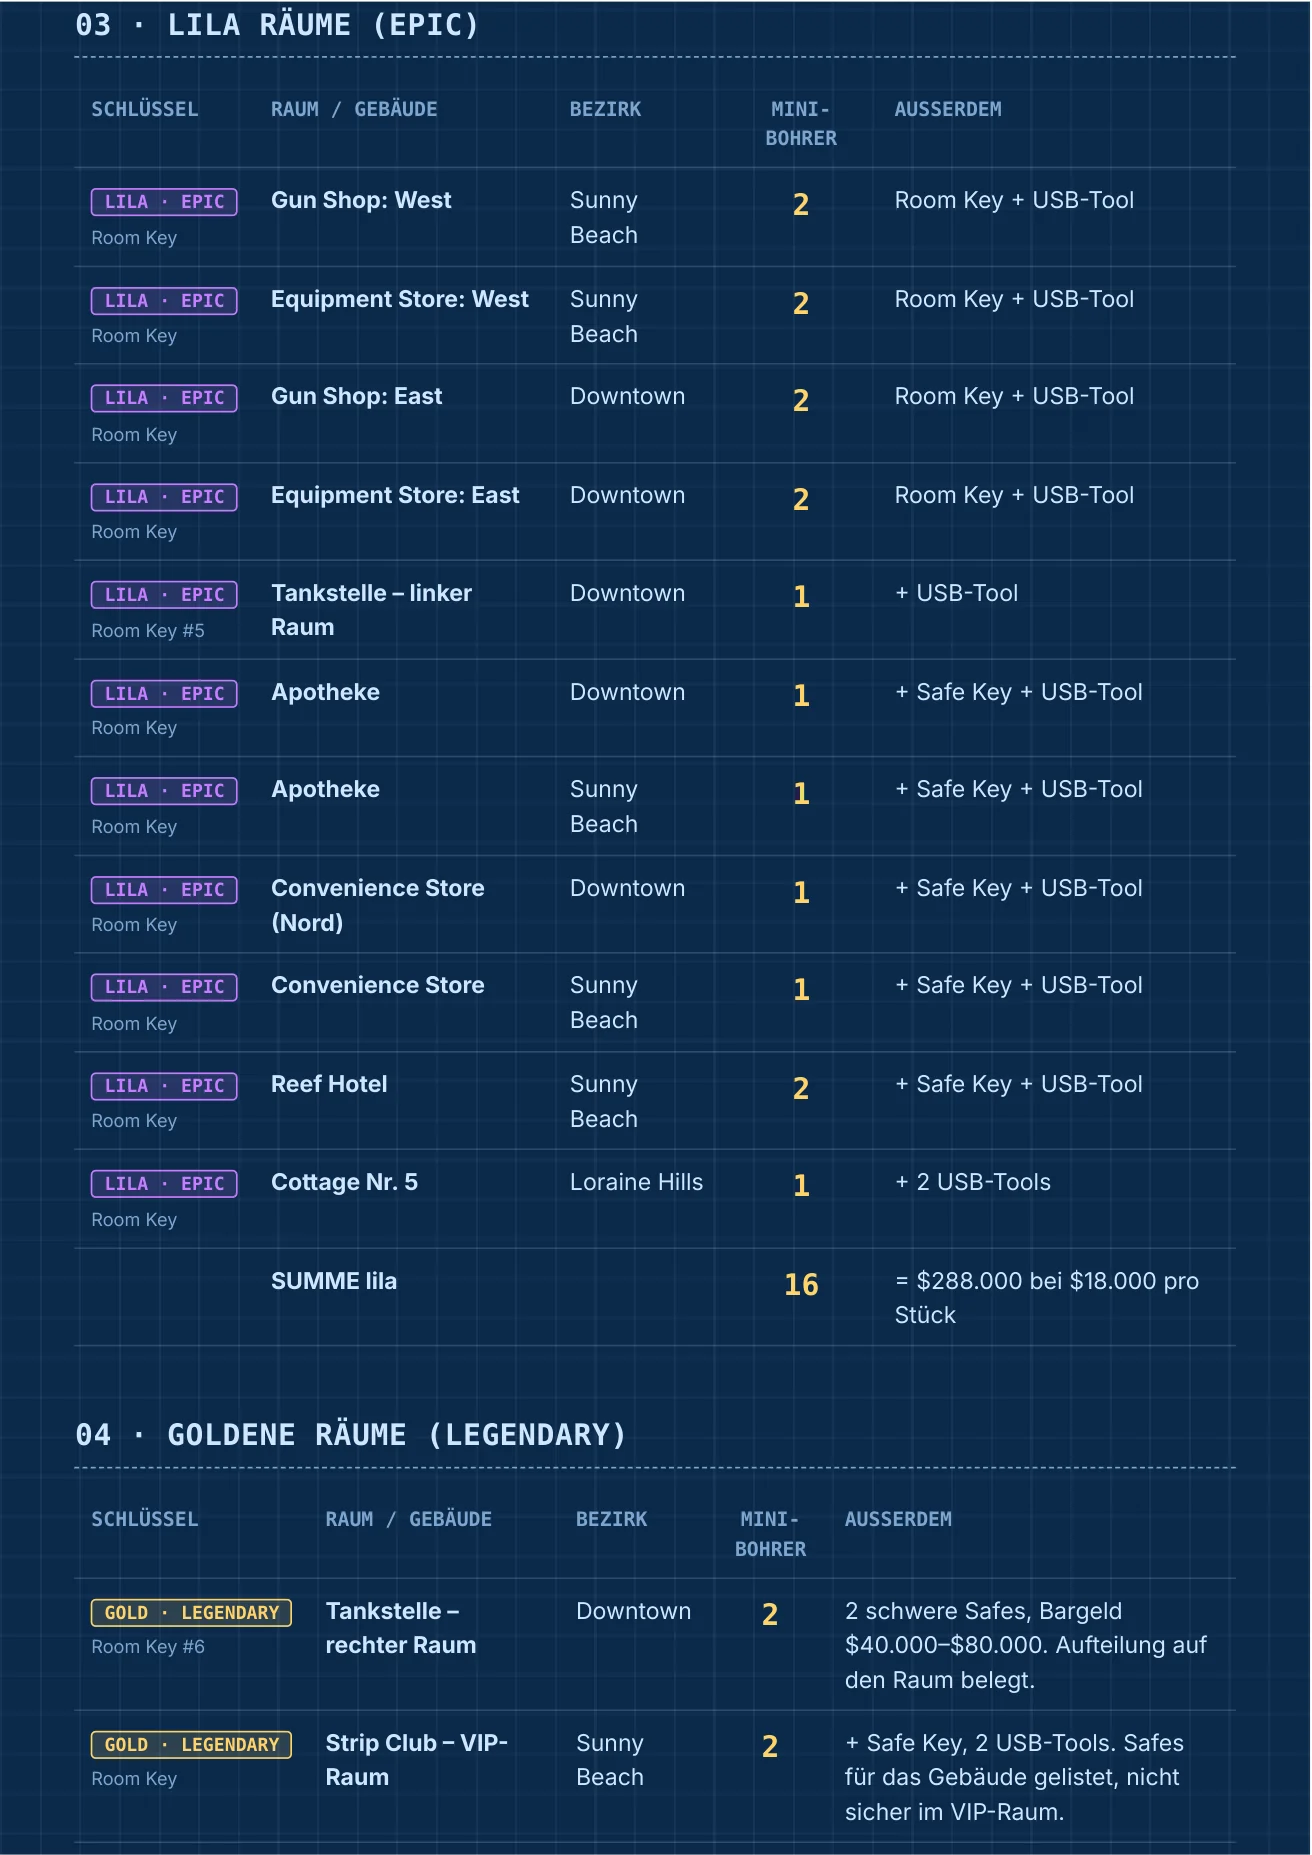 03 · LILA RÄUME (EPIC)
SCHLÜSSEL RAUM / GEBÄUDE BEZIRK MINI-BOHRER AUSSERDEM
LILA · EPIC Gun Shop: West Sunny Beach 2 Room Key + USB-Tool
Room Key
LILA · EPIC Equipment Store: West Sunny Beach 2 Room Key + USB-Tool
Room Key
LILA · EPIC Gun Shop: East Downtown 2 Room Key + USB-Tool
Room Key
LILA · EPIC Equipment Store: East Downtown 2 Room Key + USB-Tool
Room Key
LILA · EPIC Tankstelle – linker Raum Downtown 1 + USB-Tool
Room Key #5
LILA · EPIC Apotheke Downtown 1 + Safe Key + USB-Tool
Room Key
LILA · EPIC Apotheke Sunny Beach 1 + Safe Key + USB-Tool
Room Key
LILA · EPIC Convenience Store (Nord) Downtown 1 + Safe Key + USB-Tool
Room Key
LILA · EPIC Convenience Store Sunny Beach 1 + Safe Key + USB-Tool
Room Key
LILA · EPIC Reef Hotel Sunny Beach 2 + Safe Key + USB-Tool
Room Key
LILA · EPIC Cottage Nr. 5 Loraine Hills 1 + 2 USB-Tools
Room Key
SUMME lila 16 = $288.000 bei $18.000 pro Stück
04 · GOLDENE RÄUME (LEGENDARY)
SCHLÜSSEL RAUM / GEBÄUDE BEZIRK MINI-BOHRER AUSSERDEM
GOLD · LEGENDARY Tankstelle – rechter Raum Downtown 2 2 schwere Safes, Bargeld $40.000–$80.000. Aufteilung auf den Raum belegt.
Room Key #6
GOLD · LEGENDARY Strip Club – VIP-Raum Sunny Beach 2 + Safe Key, 2 USB-Tools. Safes für das Gebäude gelistet, nicht sicher im VIP-Raum.
Room Key